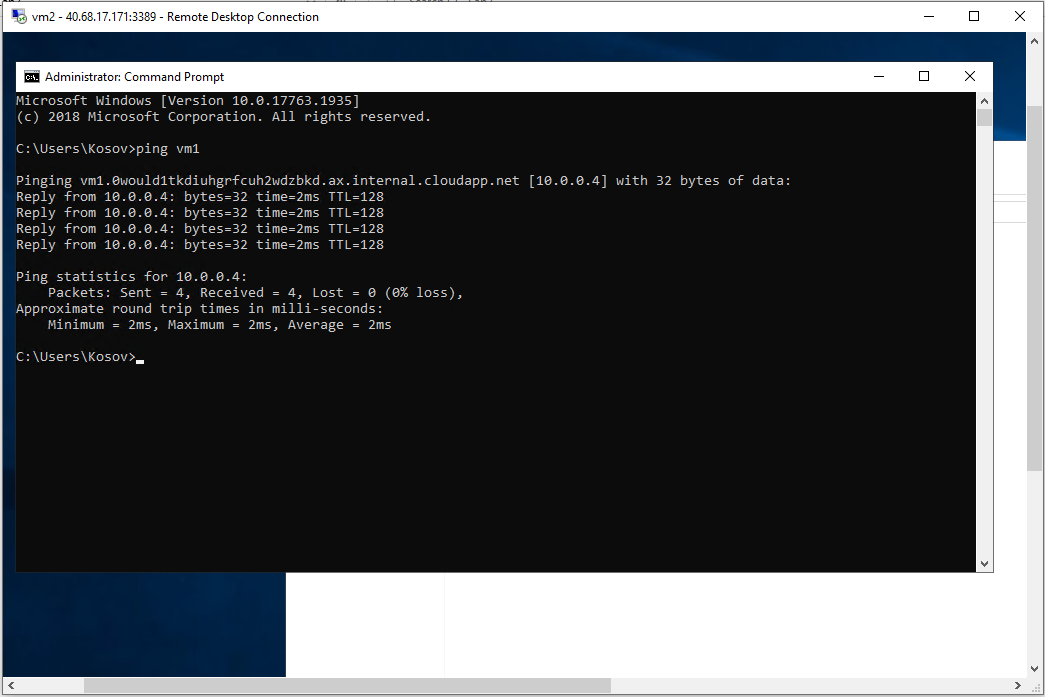 vm2 - 40.68.17.171:3389 - Remote Desktop Connection
Administrator: Command Prompt
Microsoft Windows [Version 10.0.17763.1935]
(c) 2018 Microsoft Corporation. All rights reserved.
C:\Users\Kosov>ping vm1
Pinging vm1.0would1tkdiuhgrfcuh2wdzbkd.ax.internal.cloudapp.net [10.0.0.4] with 32 bytes of data:
Reply from 10.0.0.4: bytes=32 time=2ms TTL=128
Reply from 10.0.0.4: bytes=32 time=2ms TTL=128
Reply from 10.0.0.4: bytes=32 time=2ms TTL=128
Reply from 10.0.0.4: bytes=32 time=2ms TTL=128
Ping statistics for 10.0.0.4:
Packets: Sent = 4, Received = 4, Lost = 0 (0% loss),
Approximate round trip times in milli-seconds:
Minimum = 2ms, Maximum = 2ms, Average = 2ms
C:\Users\Kosov>